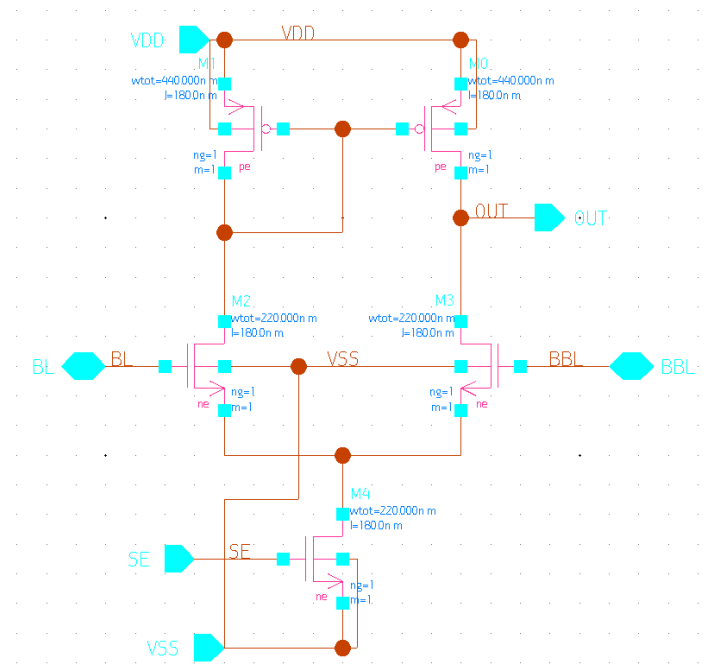 VDD VDD
M1 M0
wtot=440.000n m wtot=440.000n m
l=180.0n m l=180.0n m
ng=1 ng=1
m=1 pe pe m=1
OUT OUT
M2 M3
wtot=220.000n m wtot=220.000n m
l=180.0n m l=180.0n m
BL BL VSS BBL BBL
ng=1 ng=1
ne m=1 m=1 ne
M4
wtot=220.000n m
l=180.0n m
SE SE
ng=1
ne m=1
VSS